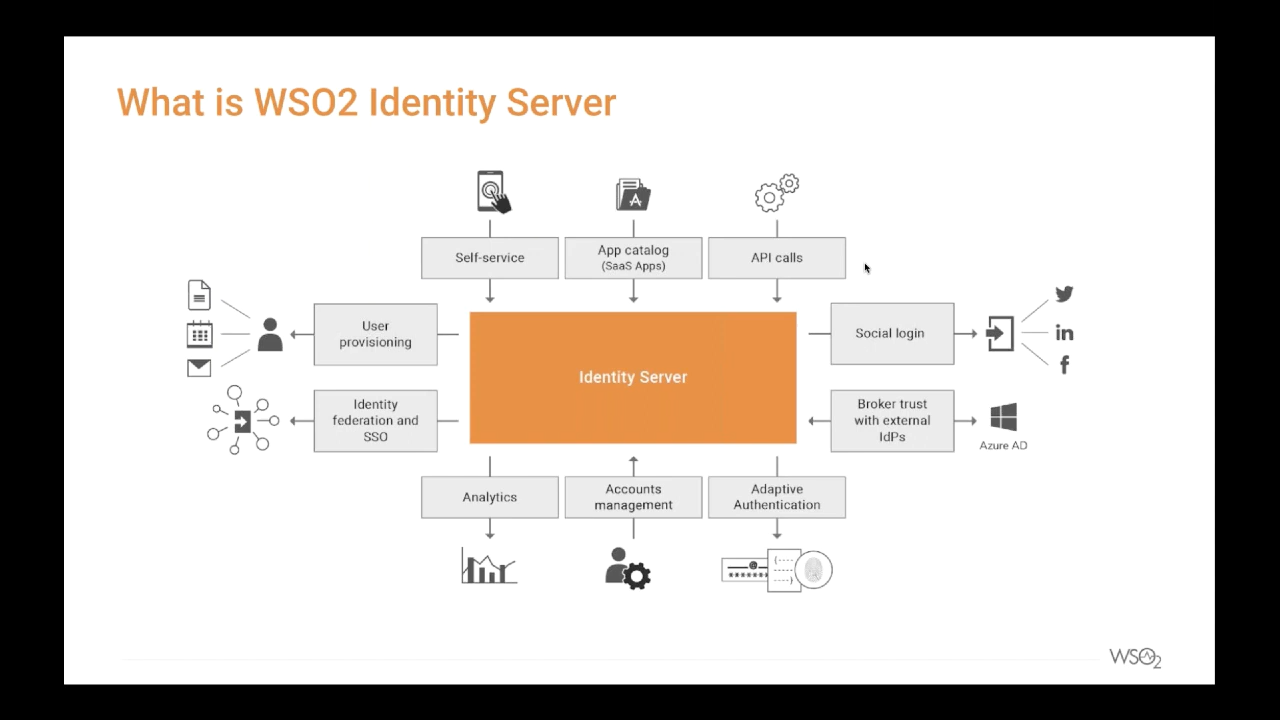 What is WSO2 Identity Server
Self-service
App catalog
(SaaS Apps)
API calls
User
provisioning
Social login
in
f
Identity Server
Identity
federation and
SSO
Broker trust
with external
IdPs
Azure AD
Analytics
Accounts
management
Adaptive
Authentication
WSO2